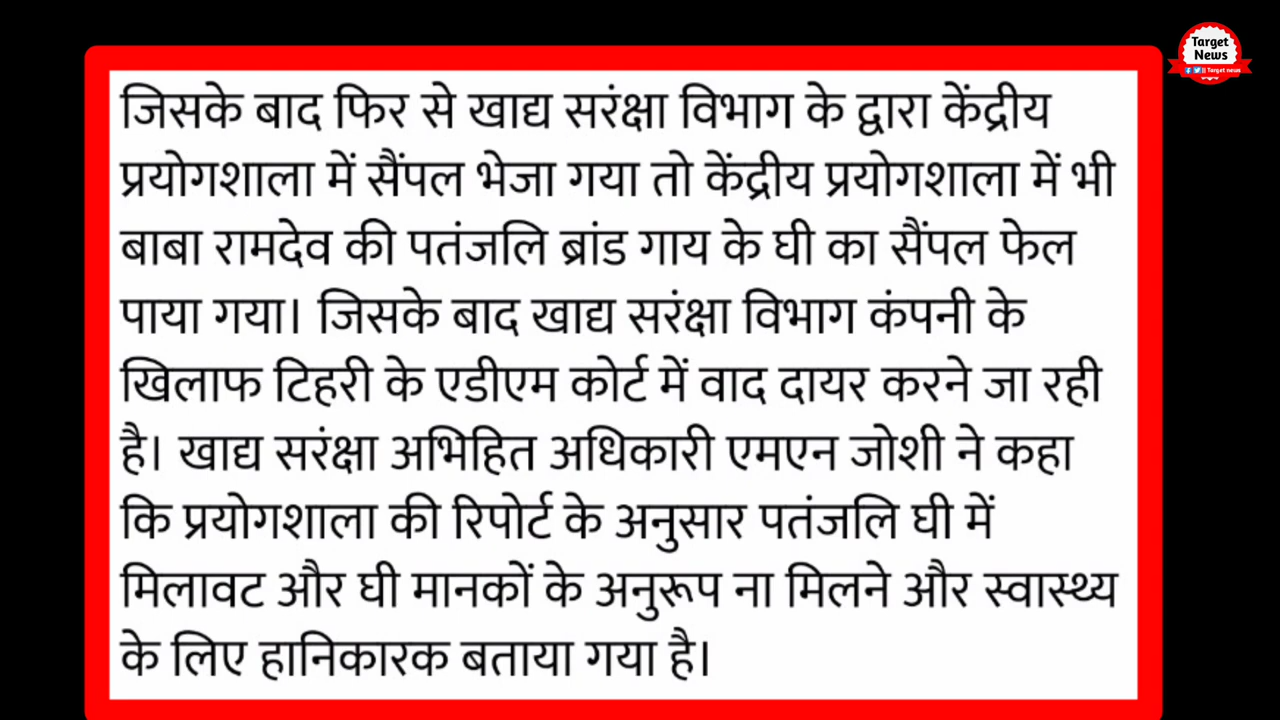 Target
News
Target news
जिसके बाद फिर से खाद्य सरंक्षा विभाग के द्वारा केंद्रीय
प्रयोगशाला में सैंपल भेजा गया तो केंद्रीय प्रयोगशाला में भी
बाबा रामदेव की पतंजलि ब्रांड गाय के घी का सैंपल फेल
पाया गया। जिसके बाद खाद्य सरंक्षा विभाग कंपनी के
खिलाफ टिहरी के एडीएम कोर्ट में वाद दायर करने जा रही
है। खाद्य सरंक्षा अभिहित अधिकारी एमएन जोशी ने कहा
कि प्रयोगशाला की रिपोर्ट के अनुसार पतंजलि घी में
मिलावट और घी मानकों के अनुरूप ना मिलने और स्वास्थ्य
के लिए हानिकारक बताया गया है।